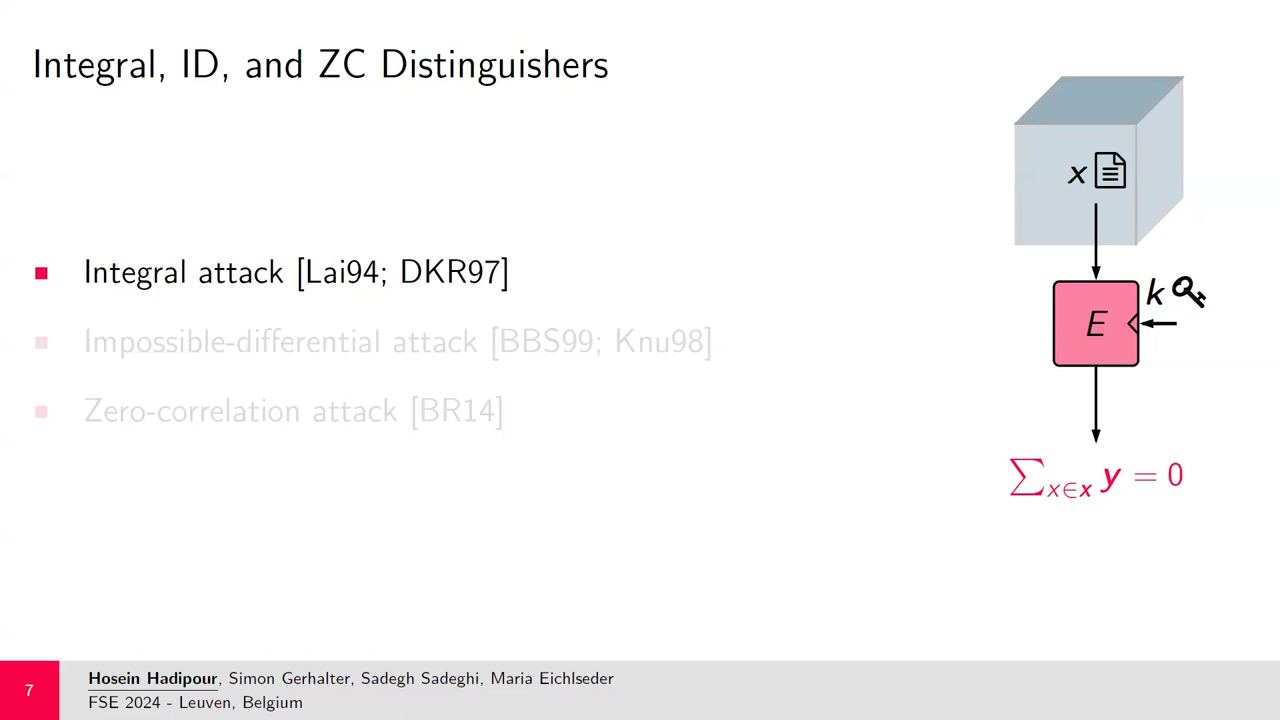 Integral, ID, and ZC Distinguishers
Integral attack [Lai94; DKR97]
Impossible-differential attack [BBS99; Knu98]
Zero-correlation attack [BR14]
x
k
E
∑x∈x y = 0
7
Hosein Hadipour, Simon Gerhalter, Sadegh Sadeghi, Maria Eichlseder
FSE 2024 - Leuven, Belgium